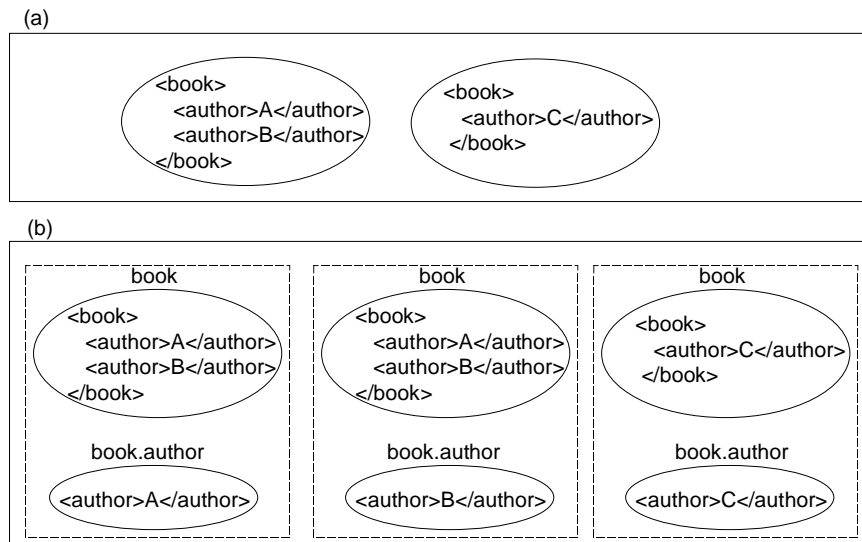 (a)
<book>
<author>A</author>
<author>B</author>
</book>
<book>
<author>C</author>
</book>
(b)
book
<book>
<author>A</author>
<author>B</author>
</book>
book.author
<author>A</author>
book
<book>
<author>A</author>
<author>B</author>
</book>
book.author
<author>B</author>
book
<book>
<author>C</author>
</book>
book.author
<author>C</author>